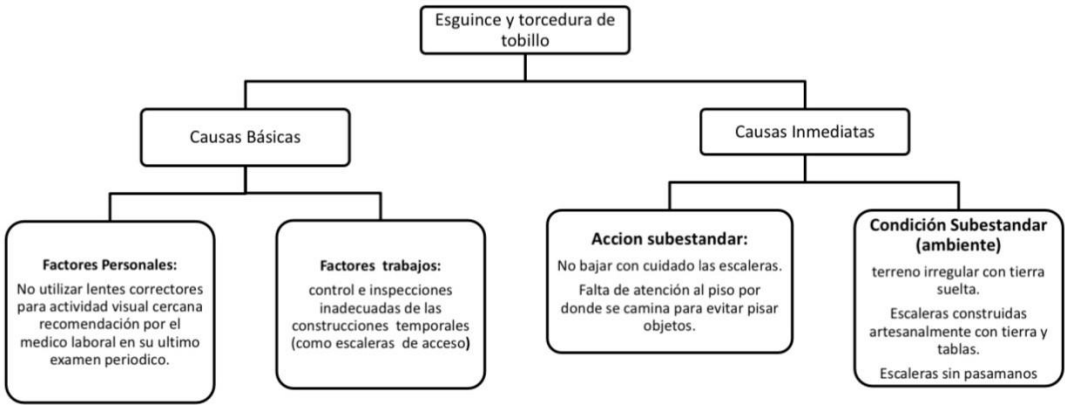 Esguince y torcedura de
tobillo
Causas Básicas
Causas Inmediatas
Factores Personales:
No utilizar lentes correctores
para actividad visual cercana
recomendación por el
medico laboral en su ultimo
examen periodico.
Factores trabajos:
control e inspecciones
inadecuadas de las
construcciones temporales
(como escaleras de acceso)
Accion subestandar:
No bajar con cuidado las escaleras.
Falta de atención al piso por
donde se camina para evitar pisar
objetos.
Condición Subestandar
(ambiente)
terreno irregular con tierra
suelta.
Escaleras construidas
artesanalmente con tierra y
tablas.
Escaleras sin pasamanos